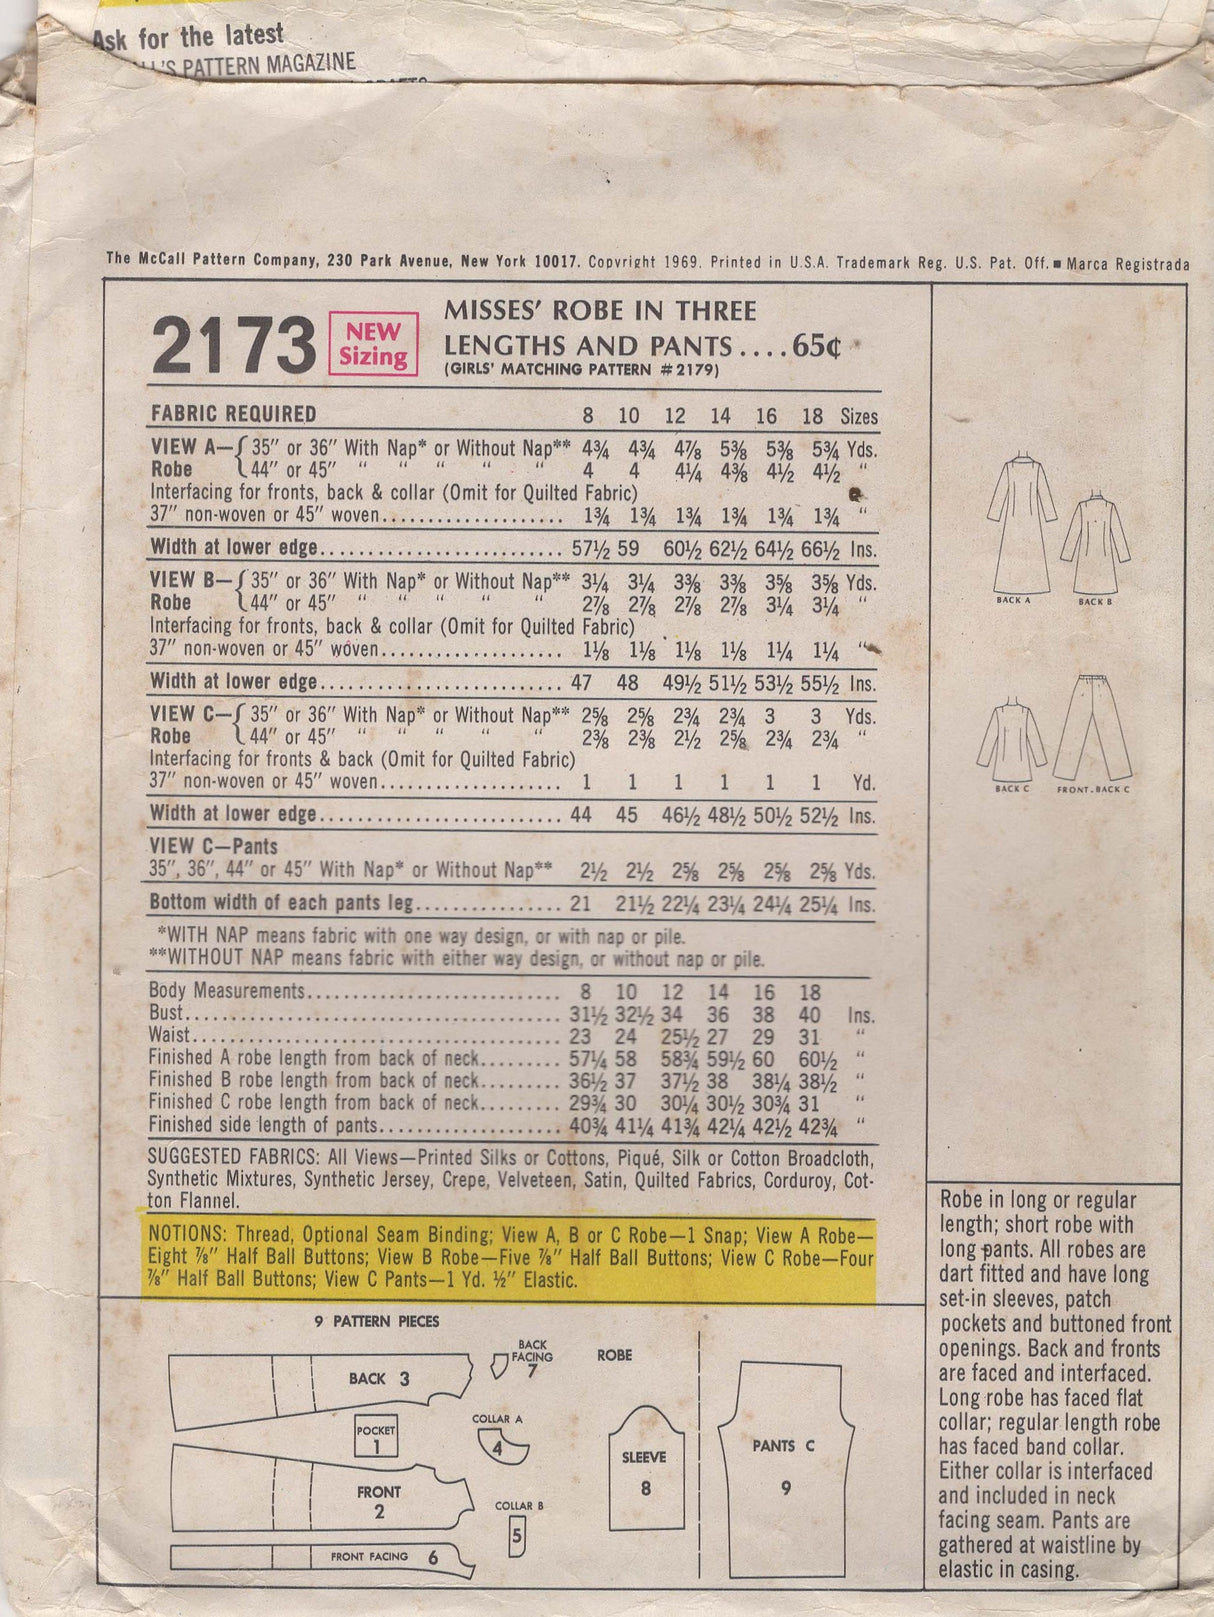 Ask for the latest
'S PATTERN MAGAZINE
The McCall Pattern Company, 230 Park Avenue, New York 10017. Copyright 1969. Printed in U.S.A. Trademark Reg. U.S. Pat. Off. ■ Marca Registrada
2173
NEW
Sizing
MISSES' ROBE IN THREE
LENGTHS AND PANTS....65¢
(GIRLS' MATCHING PATTERN #2179)
FABRIC REQUIRED 8 10 12 14 16 18 Sizes
VIEW A—{ 35" or 36" With Nap* or Without Nap** 4¾ 4¾ 4⅞ 5⅜ 5⅜ 5¾ Yds.
Robe { 44" or 45" " " " " " 4 4 4¼ 4⅜ 4½ 4½ "
Interfacing for fronts, back & collar (Omit for Quilted Fabric)
37" non-woven or 45" woven.................... 1¾ 1¾ 1¾ 1¾ 1¾ 1¾ "
Width at lower edge........................... 57½ 59 60½ 62½ 64½ 66½ Ins.
VIEW B—{ 35" or 36" With Nap* or Without Nap** 3¼ 3¼ 3⅜ 3⅜ 3⅝ 3⅝ Yds.
Robe { 44" or 45" " " " " " 2⅞ 2⅞ 2⅞ 2⅞ 3¼ 3¼ "
Interfacing for fronts, back & collar (Omit for Quilted Fabric)
37" non-woven or 45" woven.................... 1⅛ 1⅛ 1⅛ 1⅛ 1¼ 1¼ "
Width at lower edge........................... 47 48 49½ 51½ 53½ 55½ Ins.
VIEW C—{ 35" or 36" With Nap* or Without Nap** 2⅝ 2⅝ 2¾ 2¾ 3 3 Yds.
Robe { 44" or 45" " " " " " 2⅜ 2⅜ 2½ 2⅝ 2¾ 2¾ "
Interfacing for fronts & back (Omit for Quilted Fabric)
37" non-woven or 45" woven.................... 1 1 1 1 1 1 Yd.
Width at lower edge........................... 44 45 46½ 48½ 50½ 52½ Ins.
VIEW C—Pants
35", 36", 44" or 45" With Nap* or Without Nap** 2½ 2½ 2⅝ 2⅝ 2⅝ 2⅝ Yds.
Bottom width of each pants leg................ 21 21½ 22¼ 23¼ 24¼ 25¼ Ins.
*WITH NAP means fabric with one way design, or with nap or pile.
**WITHOUT NAP means fabric with either way design, or without nap or pile.
Body Measurements............................ 8 10 12 14 16 18
Bust......................................... 31½ 32½ 34 36 38 40 Ins.
Waist........................................ 23 24 25½ 27 29 31 "
Finished A robe length from back of neck......... 57¼ 58 58¾ 59½ 60 60½ "
Finished B robe length from back of neck......... 36½ 37 37½ 38 38¼ 38½ "
Finished C robe length from back of neck......... 29¾ 30 30¼ 30½ 30¾ 31 "
Finished side length of pants.................... 40¾ 41¼ 41¾ 42¼ 42½ 42¾ "
SUGGESTED FABRICS: All Views—Printed Silks or Cottons, Piqué, Silk or Cotton Broadcloth,
Synthetic Mixtures, Synthetic Jersey, Crepe, Velveteen, Satin, Quilted Fabrics, Corduroy, Cot-
ton Flannel.
NOTIONS: Thread, Optional Seam Binding; View A, B or C Robe—1 Snap; View A Robe—
Eight ⅞" Half Ball Buttons; View B Robe—Five ⅞" Half Ball Buttons; View C Robe—Four
⅞" Half Ball Buttons; View C Pants—1 Yd. ½" Elastic.
BACK A
BACK B
BACK C
FRONT-BACK C
9 PATTERN PIECES
BACK 3
BACK
FACING
7
ROBE
POCKET
1
COLLAR A
4
FRONT
2
COLLAR B
5
FRONT FACING 6
SLEEVE
8
PANTS C
9
Robe in long or regular
length; short robe with
long pants. All robes are
dart fitted and have long
set-in sleeves, patch
pockets and buttoned front
openings. Back and fronts
are faced and interfaced.
Long robe has faced flat
collar; regular length robe
has faced band collar.
Either collar is interfaced
and included in neck
facing seam. Pants are
gathered at waistline by
elastic in casing.